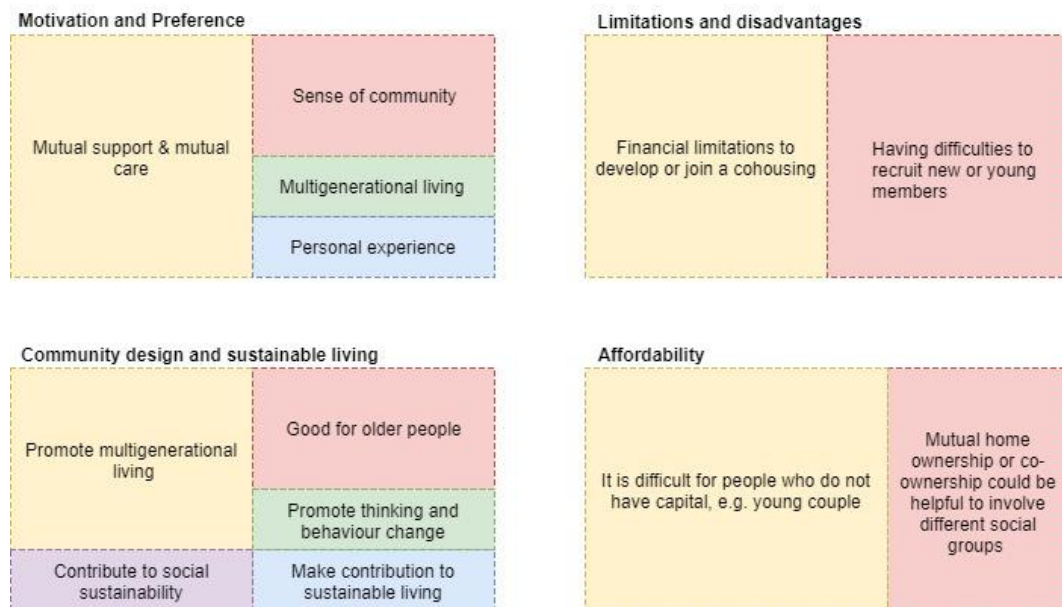 Motivation and Preference
Mutual support & mutual
care
Sense of community
Multigenerational living
Personal experience
Limitations and disadvantages
Financial limitations to
develop or join a cohousing
Having difficulties to
recruit new or young
members
Community design and sustainable living
Promote multigenerational
living
Good for older people
Promote thinking and
behaviour change
Contribute to social
sustainability
Make contribution to
sustainable living
Affordability
It is difficult for people who do not
have capital, e.g. young couple
Mutual home
ownership or co-
ownership could be
helpful to involve
different social
groups